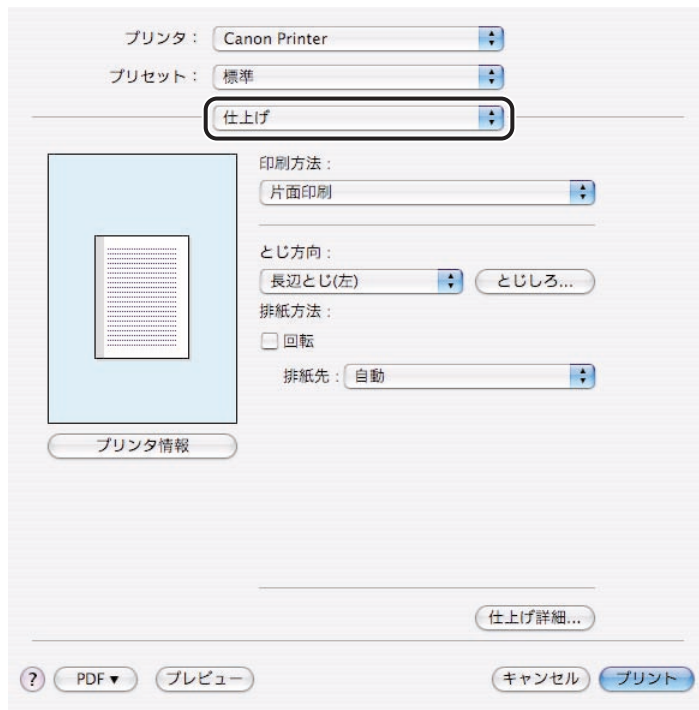 プリンタ： Canon Printer
プリセット： 標準
仕上げ
印刷方法：
片面印刷
とじ方向：
長辺とじ(左) とじしろ...
排紙方法：
回転
排紙先： 自動
プリンタ情報
仕上げ詳細...
? PDF▼ プレビュー キャンセル プリント